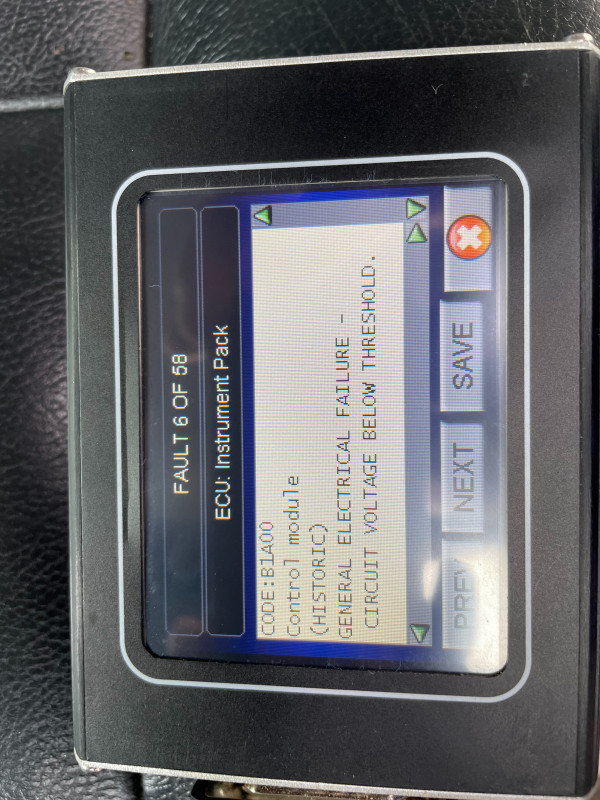 FAULT 6 OF 58
ECU: Instrument Pack
CODE:B1A00
Control module
(HISTORIC)
GENERAL ELECTRICAL FAILURE –
CIRCUIT VOLTAGE BELOW THRESHOLD.
PREV NEXT SAVE